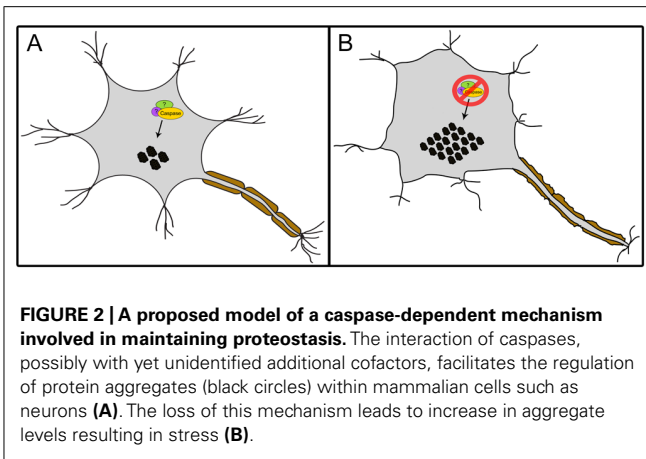 A
B
?
?
Caspase
?
Caspase
FIGURE 2 | A proposed model of a caspase-dependent mechanism
involved in maintaining proteostasis. The interaction of caspases,
possibly with yet unidentified additional cofactors, facilitates the regulation
of protein aggregates (black circles) within mammalian cells such as
neurons (A). The loss of this mechanism leads to increase in aggregate
levels resulting in stress (B).